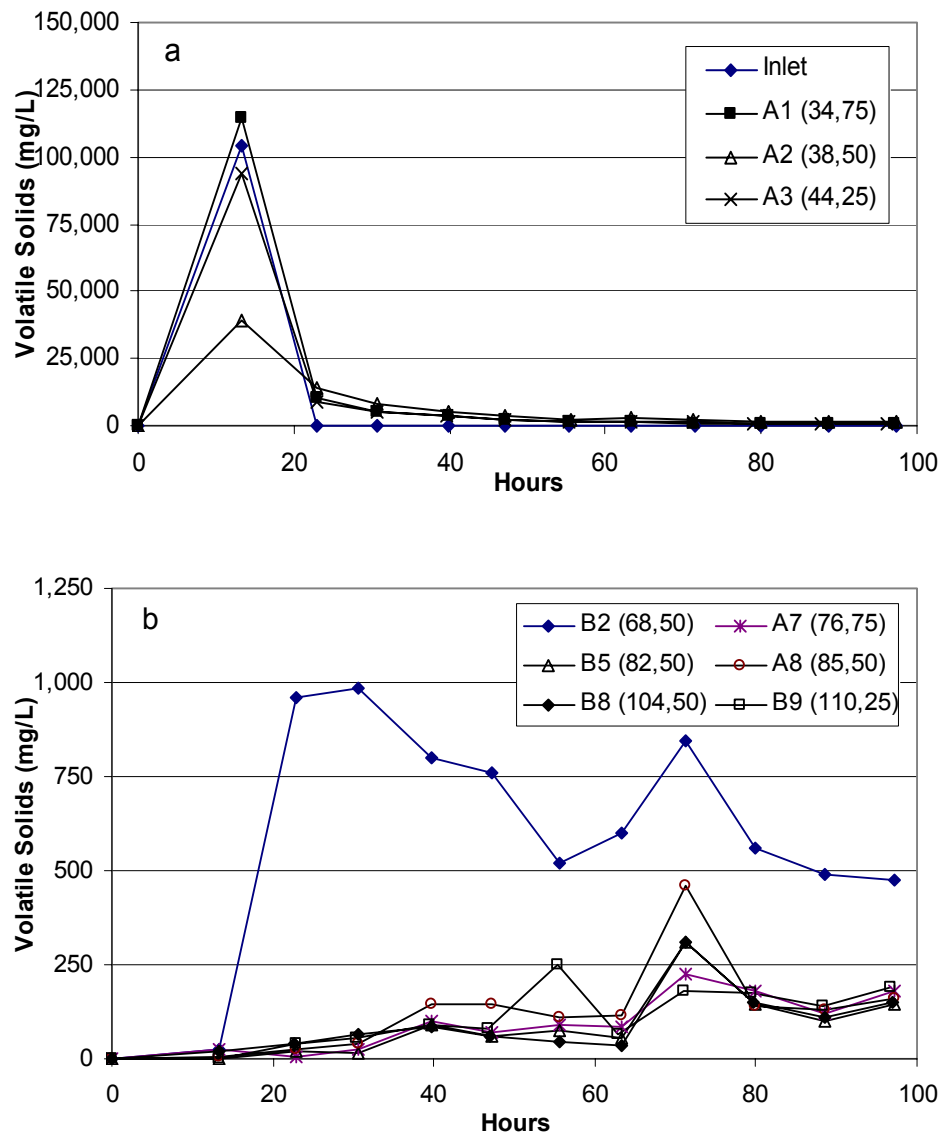 150,000
125,000
100,000
75,000
50,000
25,000
0
Volatile Solids (mg/L)
a
Inlet
A1 (34,75)
A2 (38,50)
A3 (44,25)
0 20 40 60 80 100
Hours
1,250
1,000
750
500
250
0
Volatile Solids (mg/L)
b
B2 (68,50) A7 (76,75)
B5 (82,50) A8 (85,50)
B8 (104,50) B9 (110,25)
0 20 40 60 80 100
Hours